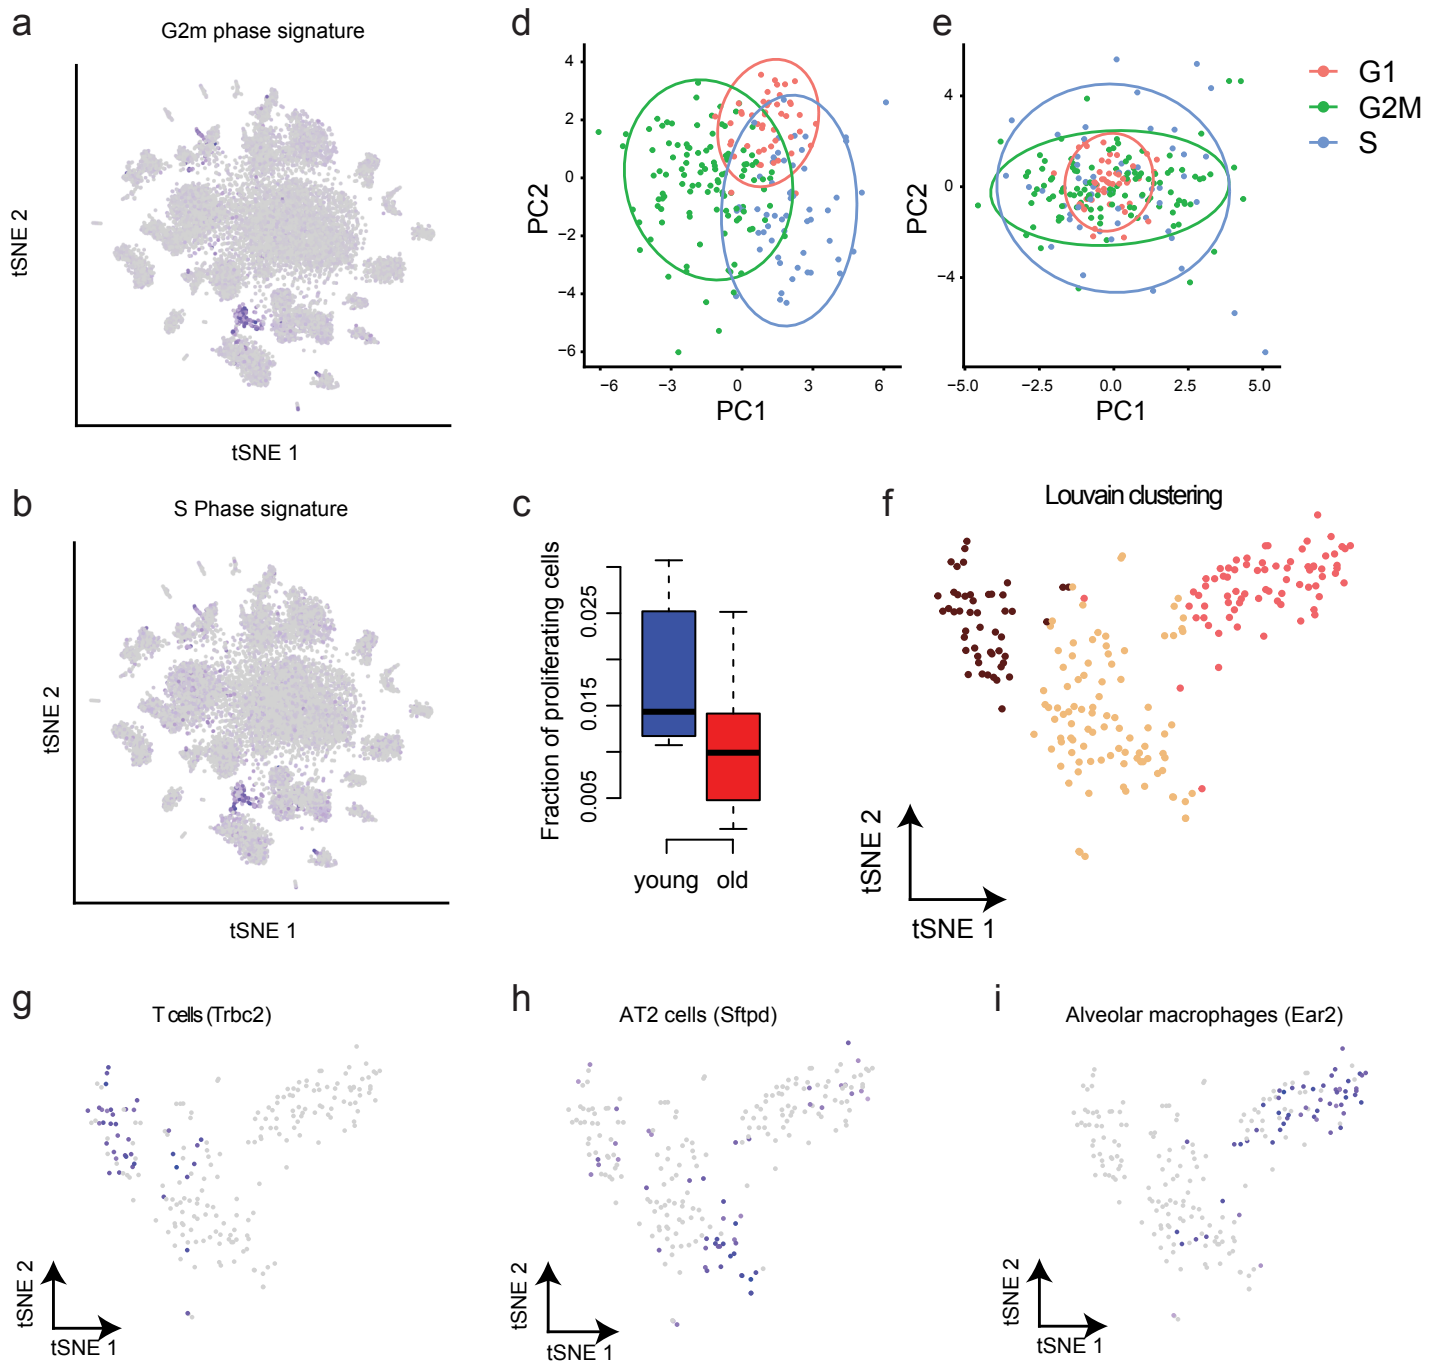 a
G2m phase signature
tSNE 2
tSNE 1
b
S Phase signature
tSNE 2
tSNE 1
c
Fraction of proliferating cells
0.025
0.015
0.005
young old
d
4
2
0
−2
−4
−6
PC2
−6 −3 0 3 6
PC1
e
4
0
−4
PC2
−5.0 −2.5 0.0 2.5 5.0
PC1
G1
G2M
S
f
Louvain clustering
tSNE 2
tSNE 1
g
T cells (Trbc2)
tSNE 2
tSNE 1
h
AT2 cells (Sftpd)
tSNE 2
tSNE 1
i
Alveolar macrophages (Ear2)
tSNE 2
tSNE 1